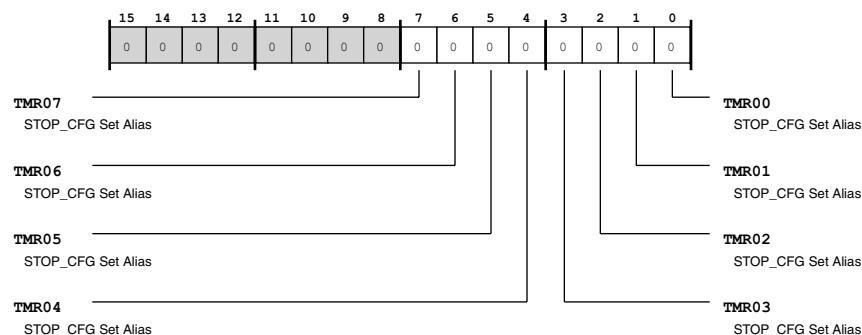 15 14 13 12 11 10 9 8 7 6 5 4 3 2 1 0
0 0 0 0 0 0 0 0 0 0 0 0 0 0 0 0
TMR07
STOP_CFG Set Alias
TMR00
STOP_CFG Set Alias
TMR06
STOP_CFG Set Alias
TMR01
STOP_CFG Set Alias
TMR05
STOP_CFG Set Alias
TMR02
STOP_CFG Set Alias
TMR04
STOP_CFG Set Alias
TMR03
STOP_CFG Set Alias